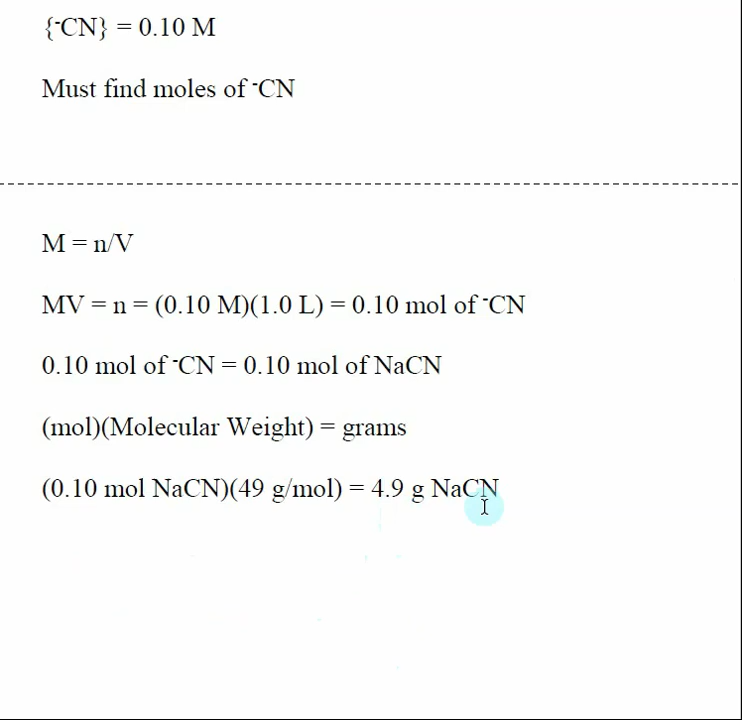 {⁻CN} = 0.10 M
Must find moles of ⁻CN
M = n/V
MV = n = (0.10 M)(1.0 L) = 0.10 mol of ⁻CN
0.10 mol of ⁻CN = 0.10 mol of NaCN
(mol)(Molecular Weight) = grams
(0.10 mol NaCN)(49 g/mol) = 4.9 g NaCN